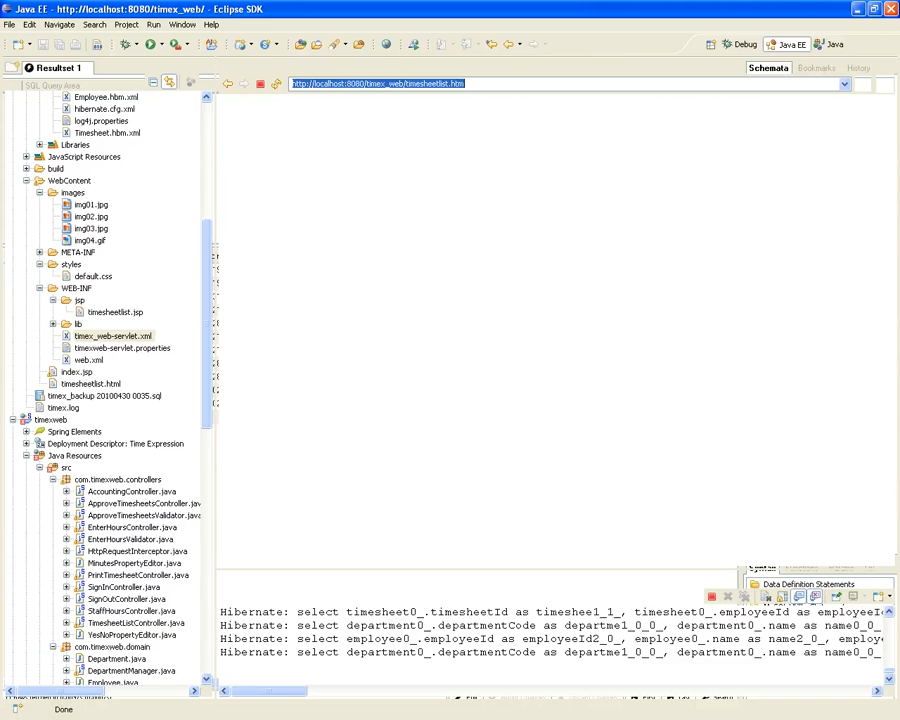 Java EE - http://localhost:8080/timex_web/ - Eclipse SDK
File Edit Navigate Search Project Run Window Help
Debug Java EE Java
Resultset 1
Schemata Bookmarks History
SQL Query Area
http://localhost:8080/timex_web/timesheetlist.htm
Employee.hbm.xml
hibernate.cfg.xml
log4j.properties
Timesheet.hbm.xml
Libraries
JavaScript Resources
build
WebContent
images
img01.jpg
img02.jpg
img03.jpg
img04.gif
META-INF
styles
default.css
WEB-INF
jsp
timesheetlist.jsp
lib
timex_web-servlet.xml
timexweb-servlet.properties
web.xml
index.jsp
timesheetlist.html
timex_backup 20100430 0035.sql
timex.log
timexweb
Spring Elements
Deployment Descriptor: Time Expression
Java Resources
src
com.timexweb.controllers
AccountingController.java
ApproveTimesheetsController.jav
ApproveTimesheetsValidator.java
EnterHoursController.java
EnterHoursValidator.java
HttpRequestInterceptor.java
MinutesPropertyEditor.java
PrintTimesheetController.java
SignInController.java
SignOutController.java
StaffHoursController.java
TimesheetListController.java
YesNoPropertyEditor.java
com.timexweb.domain
Department.java
DepartmentManager.java
Employee.java
Data Definition Statements
Hibernate: select timesheet0_.timesheetId as timeshee1_1_, timesheet0_.employeeId
Hibernate: select department0_.departmentCode as departme1_0_0_, department0_.name as name0_0_
Hibernate: select employee0_.employeeId as employeeId2_0_, employee0_.name as name2_0_, employe
Hibernate: select department0_.departmentCode as departme1_0_0_, department0_.name as name0_0_
Done